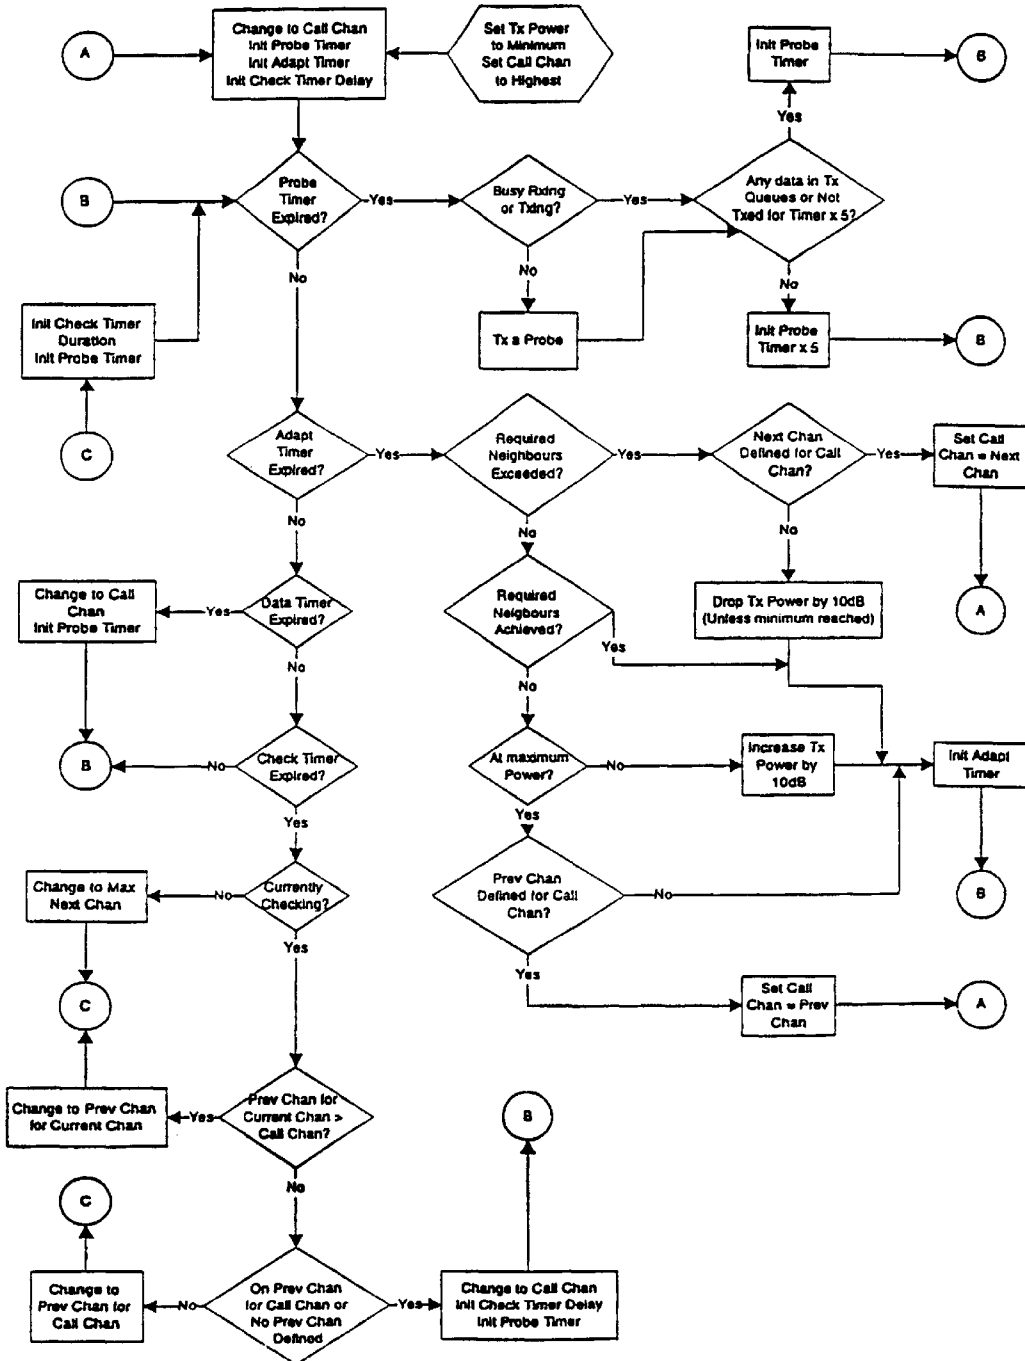 A
Change to Call Chan
Init Probe Timer
Init Adapt Timer
Init Check Timer Delay
Set Tx Power
to Minimum
Set Call Chan
to Highest
Init Probe
Timer
B
Yes
B
Probe
Timer
Expired?
Yes
Busy Rxing
or Txing?
Yes
Any data in Tx
Queues or Not
Txed for Timer x 5?
No
No
No
Init Check Timer
Duration
Init Probe Timer
Tx a Probe
Init Probe
Timer x 5
B
C
Adapt
Timer
Expired?
Yes
Required
Neighbours
Exceeded?
Yes
Next Chan
Defined for Call
Chan?
Yes
Set Call
Chan = Next
Chan
No
No
No
Change to Call
Chan
Init Probe Timer
Yes
Data Timer
Expired?
Required
Neighbours
Achieved?
Yes
Drop Tx Power by 10dB
(Unless minimum reached)
A
No
No
B
No
Check Timer
Expired?
At maximum
Power?
No
Increase Tx
Power by
10dB
Init Adapt
Timer
Yes
Yes
Change to Max
Next Chan
No
Currently
Checking?
Prev Chan
Defined for Call
Chan?
No
B
Yes
Yes
C
Set Call
Chan = Prev
Chan
A
Change to Prev Chan
for Current Chan
Yes
Prev Chan for
Current Chan >
Call Chan?
B
No
C
Change to
Prev Chan for
Call Chan
No
On Prev Chan
for Call Chan or
No Prev Chan
Defined
Yes
Change to Call Chan
Init Check Timer Delay
Init Probe Timer